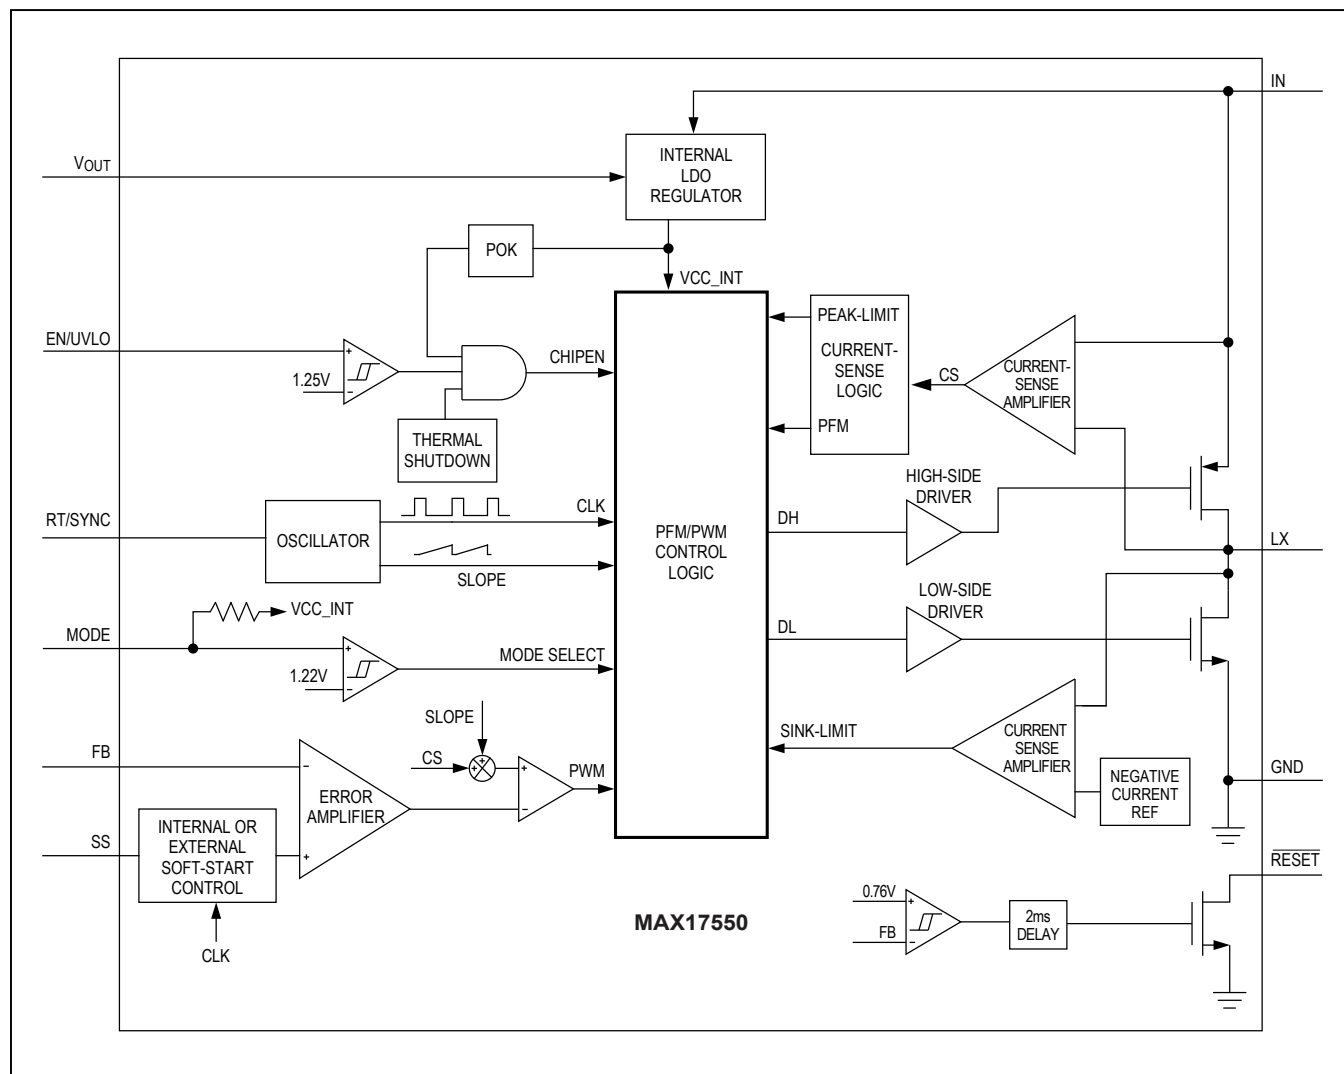 IN
INTERNAL
LDO
REGULATOR
VOUT
POK
VCC_INT
EN/UVLO
+
1.25V
−
CHIPEN
THERMAL
SHUTDOWN
PEAK-LIMIT
CURRENT-
SENSE
LOGIC
PFM
CS
CURRENT-
SENSE
AMPLIFIER
HIGH-SIDE
DRIVER
RT/SYNC
OSCILLATOR
CLK
SLOPE
PFM/PWM
CONTROL
LOGIC
DH
LX
VCC_INT
MODE
+
1.22V
−
MODE SELECT
LOW-SIDE
DRIVER
DL
SLOPE
CS
+
+
+
−
PWM
SINK-LIMIT
CURRENT
SENSE
AMPLIFIER
NEGATIVE
CURRENT
REF
GND
FB
−
ERROR
AMPLIFIER
+
SS
INTERNAL OR
EXTERNAL
SOFT-START
CONTROL
CLK
RESET
0.76V
+
FB
−
2ms
DELAY
MAX17550